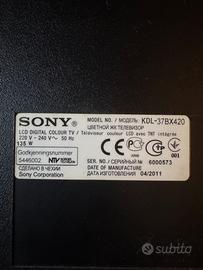 SONY
MODEL NO. / МОДЕЛЬ: KDL-37BX420
ЦВЕТНОЙ ЖК ТЕЛЕВИЗОР
LCD DIGITAL COLOUR TV / Téléviseur couleur LCD avec TNT intégrée
220 V - 240 V ~ 50 Hz
135 W
Godkjenningsnummer
5446002
NTV
001
SER. NO. / СЕРИЙНЫЙ № 6000573
СДЕЛАНО В ЧЕХИИ
DATE OF MANUFACTURE
Sony Corporation
04/2011
subito